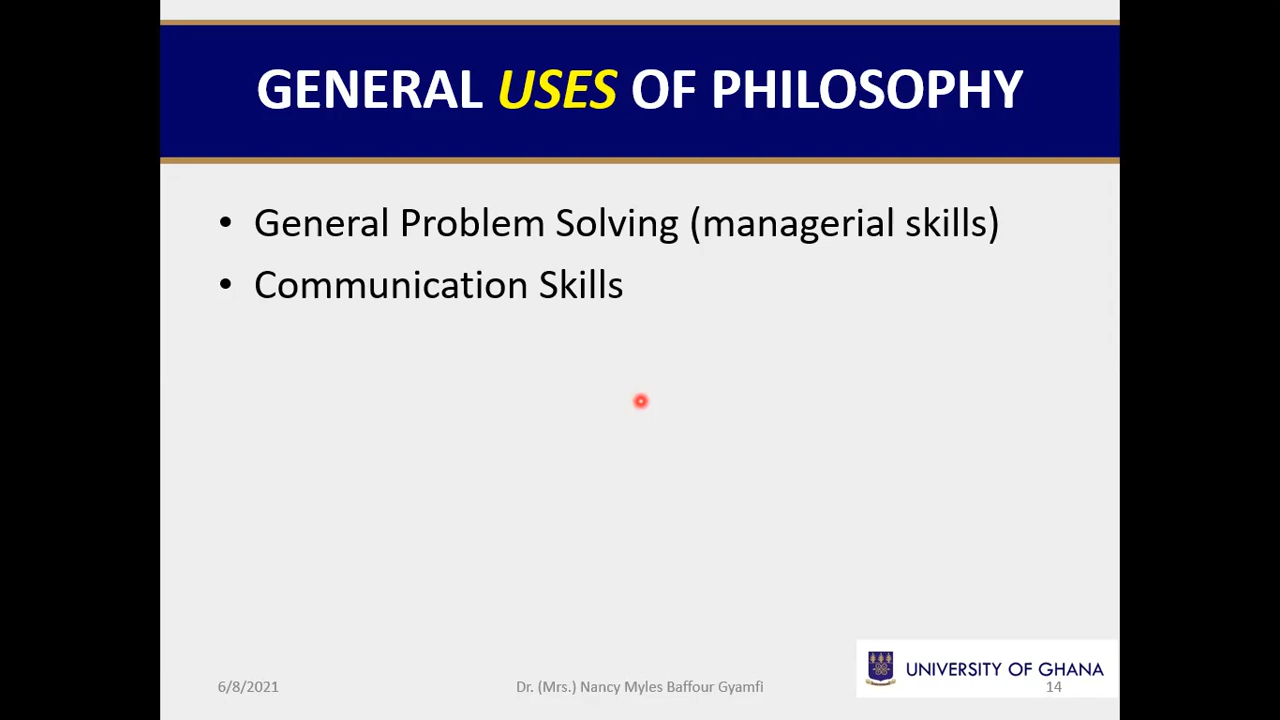 GENERAL USES OF PHILOSOPHY
• General Problem Solving (managerial skills)
• Communication Skills
6/8/2021
Dr. (Mrs.) Nancy Myles Baffour Gyamfi
UNIVERSITY OF GHANA
14